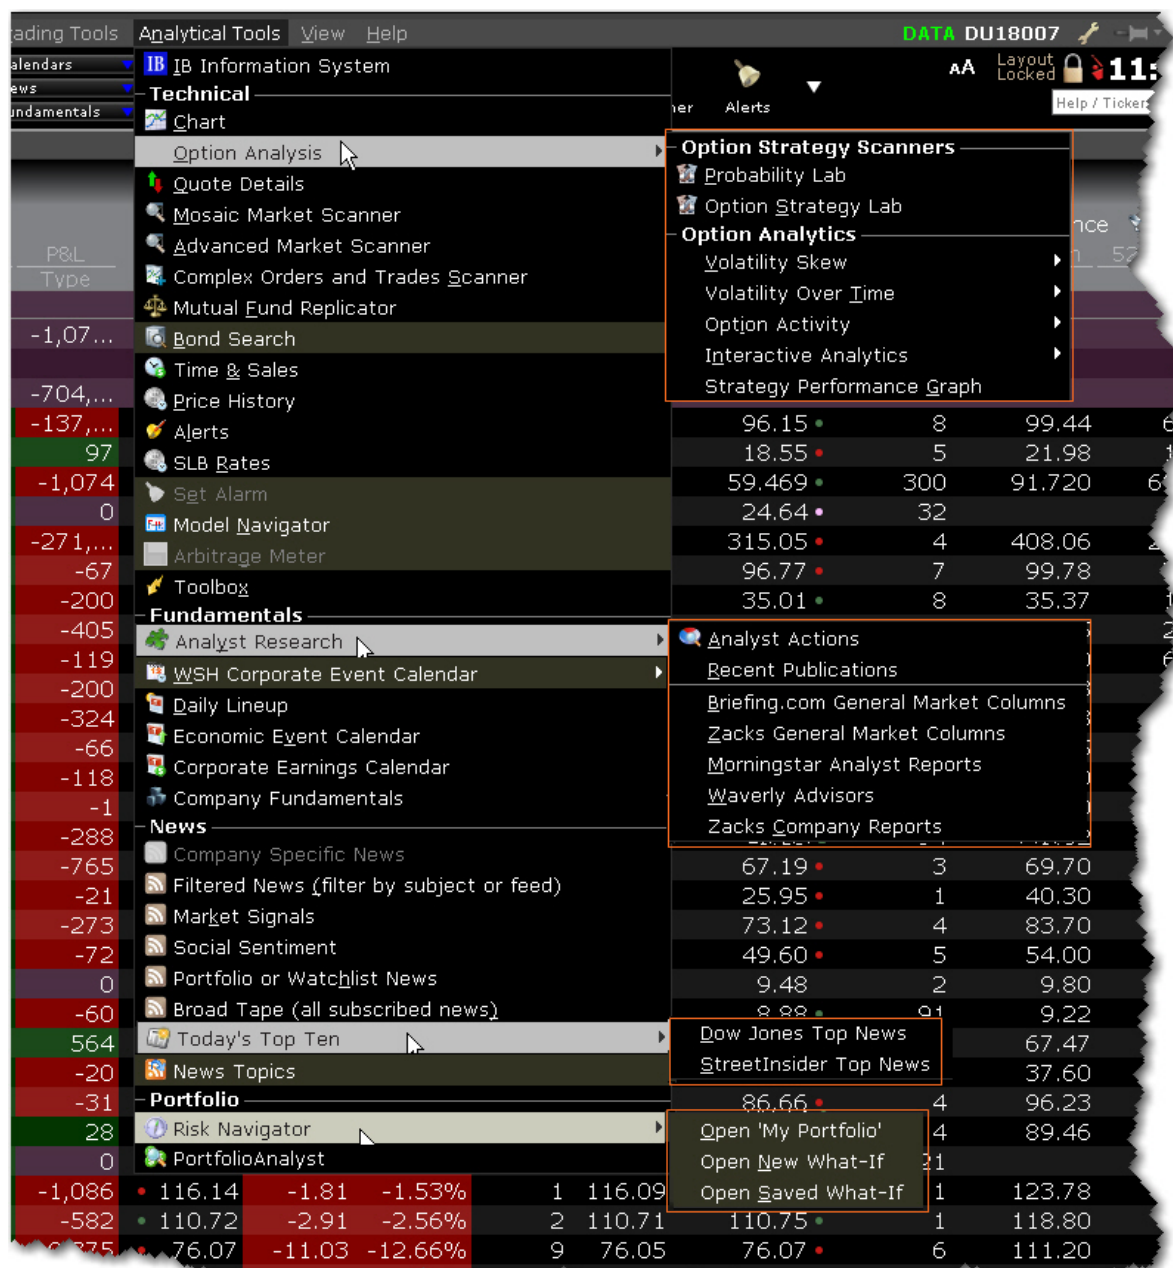 ading Tools Analytical Tools View Help DATA DU18007
alendars IB IB Information System AA Layout Locked 11:
ews Technical
undamentals Chart ner Alerts Help / Ticker
Option Analysis Option Strategy Scanners
Quote Details Probability Lab
Mosaic Market Scanner Option Strategy Lab
Advanced Market Scanner Option Analytics nce
P&L Volatility Skew 52
Type Complex Orders and Trades Scanner Volatility Over Time
Mutual Fund Replicator Option Activity
-1,07... Bond Search Interactive Analytics
Time & Sales Strategy Performance Graph
-704,... Price History
-137,... Alerts 96.15 8 99.44
97 SLB Rates 18.55 5 21.98
-1,074 Set Alarm 59.469 300 91.720
0 Model Navigator 24.64 32
-271,... Arbitrage Meter 315.05 4 408.06
-67 Toolbox 96.77 7 99.78
-200 Fundamentals 35.01 8 35.37
-405 Analyst Research Analyst Actions
-119 WSH Corporate Event Calendar Recent Publications
-200 Daily Lineup Briefing.com General Market Columns
-324 Economic Event Calendar Zacks General Market Columns
-66 Corporate Earnings Calendar Morningstar Analyst Reports
-118 Company Fundamentals Waverly Advisors
-1 News Zacks Company Reports
-288 Company Specific News
-765 Filtered News (filter by subject or feed) 67.19 3 69.70
-21 Market Signals 25.95 1 40.30
-273 73.12 4 83.70
-72 Social Sentiment 49.60 5 54.00
0 Portfolio or Watchlist News 9.48 2 9.80
-60 Broad Tape (all subscribed news) 8.88 91 9.22
564 Today's Top Ten Dow Jones Top News 67.47
-20 News Topics StreetInsider Top News 37.60
-31 Portfolio 86.66 4 96.23
28 Risk Navigator Open 'My Portfolio' 4 89.46
0 PortfolioAnalyst Open New What-If 21
-1,086 116.14 -1.81 -1.53% 1 116.09 Open Saved What-If 1 123.78
-582 110.72 -2.91 -2.56% 2 110.71 110.75 1 118.80
76.07 -11.03 -12.66% 9 76.05 76.07 6 111.20